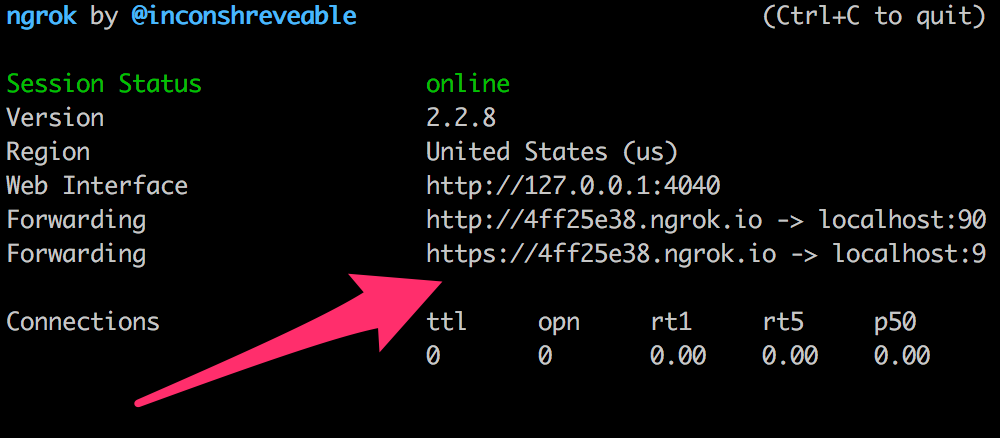 ngrok by @inconshreveable (Ctrl+C to quit)
Session Status online
Version 2.2.8
Region United States (us)
Web Interface http://127.0.0.1:4040
Forwarding http://4ff25e38.ngrok.io -> localhost:90
Forwarding https://4ff25e38.ngrok.io -> localhost:9
Connections ttl opn rt1 rt5 p50
0 0 0.00 0.00 0.00